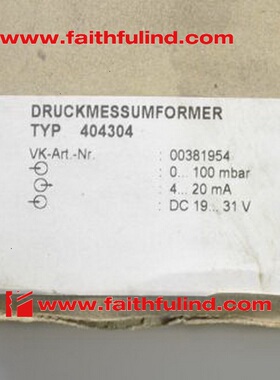 www.faithfulind.com
DRUCKMESSUMFORMER
TYP 404304
VK-Art.-Nr. : 00381954
: 0... 100 mbar
: 4... 20 mA
: DC 19... 31 V
www.faithfulind.com